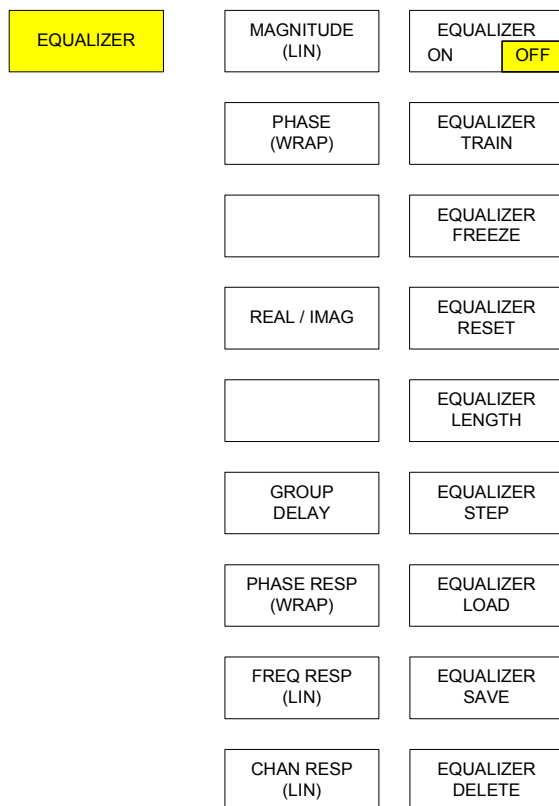 EQUALIZER
MAGNITUDE
(LIN)
EQUALIZER
ON OFF
PHASE
(WRAP)
EQUALIZER
TRAIN
EQUALIZER
FREEZE
REAL / IMAG
EQUALIZER
RESET
EQUALIZER
LENGTH
GROUP
DELAY
EQUALIZER
STEP
PHASE RESP
(WRAP)
EQUALIZER
LOAD
FREQ RESP
(LIN)
EQUALIZER
SAVE
CHAN RESP
(LIN)
EQUALIZER
DELETE